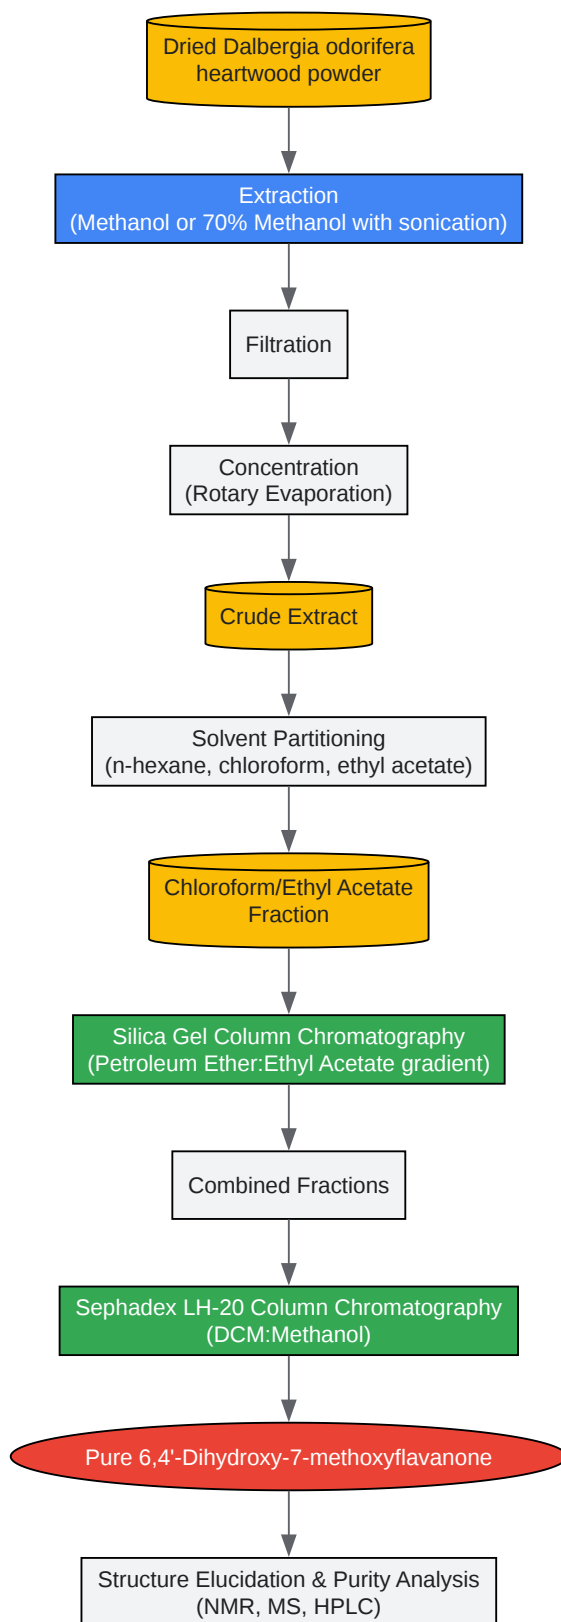 Dried Dalbergia odorifera
heartwood powder
Extraction
(Methanol or 70% Methanol with sonication)
Filtration
Concentration
(Rotary Evaporation)
Crude Extract
Solvent Partitioning
(n-hexane, chloroform, ethyl acetate)
Chloroform/Ethyl Acetate
Fraction
Silica Gel Column Chromatography
(Petroleum Ether:Ethyl Acetate gradient)
Combined Fractions
Sephadex LH-20 Column Chromatography
(DCM:Methanol)
Pure 6,4'-Dihydroxy-7-methoxyflavanone
Structure Elucidation & Purity Analysis
(NMR, MS, HPLC)